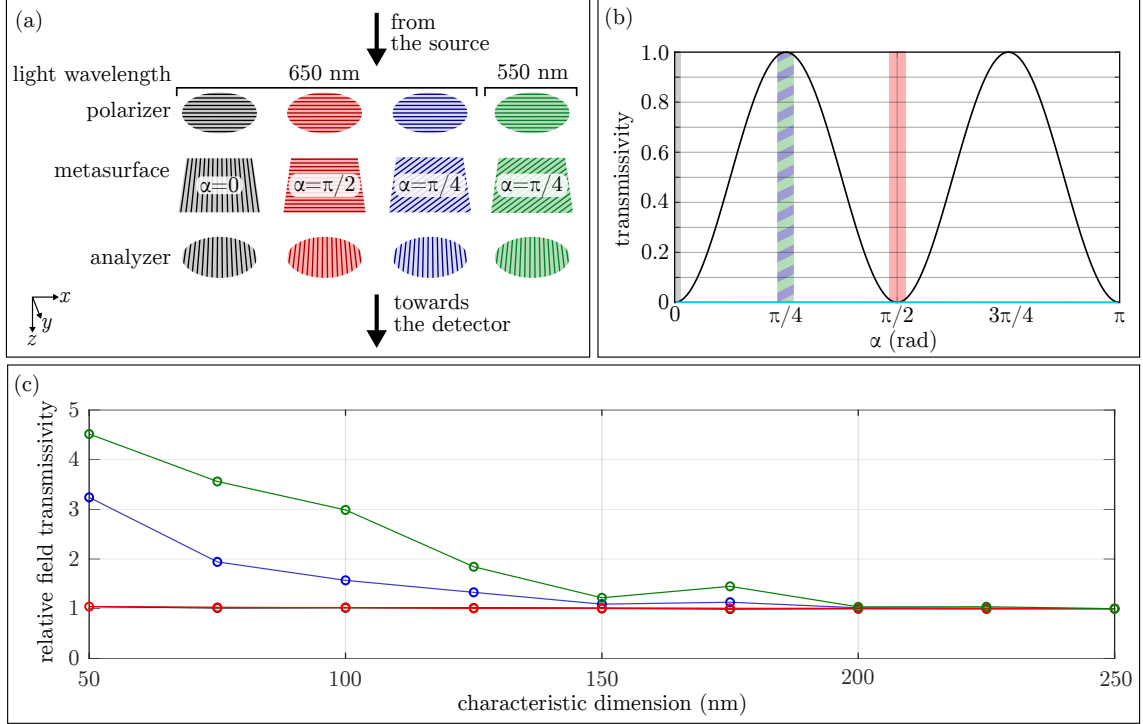 (a)
from
the source
light wavelength
650 nm
550 nm
polarizer
metasurface
α=0
α=π/2
α=π/4
α=π/4
analyzer
x
y
z
towards
the detector
(b)
transmissivity
1.0
0.8
0.6
0.4
0.2
0
0
π/4
π/2
3π/4
π
α (rad)
(c)
relative field transmissivity
5
4
3
2
1
0
50
100
150
200
250
characteristic dimension (nm)